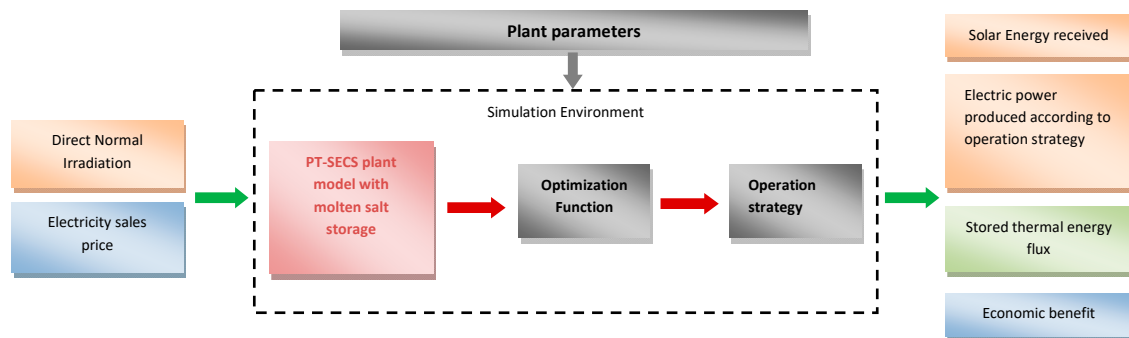 Plant parameters
Simulation Environment
Direct Normal
Irradiation
Electricity sales
price
PT-SECS plant
model with
molten salt
storage
Optimization
Function
Operation
strategy
Solar Energy received
Electric power
produced according to
operation strategy
Stored thermal energy
flux
Economic benefit